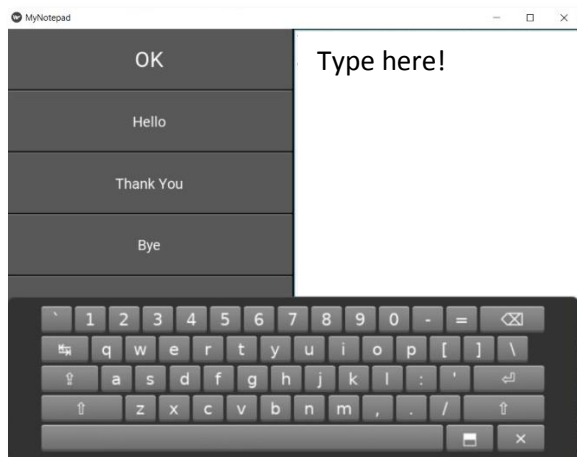 MyNotepad
OK
Type here!
Hello
Thank You
Bye
` 1 2 3 4 5 6 7 8 9 0 - =
q w e r t y u i o p [ ] \
a s d f g h j k l : '
z x c v b n m , . /